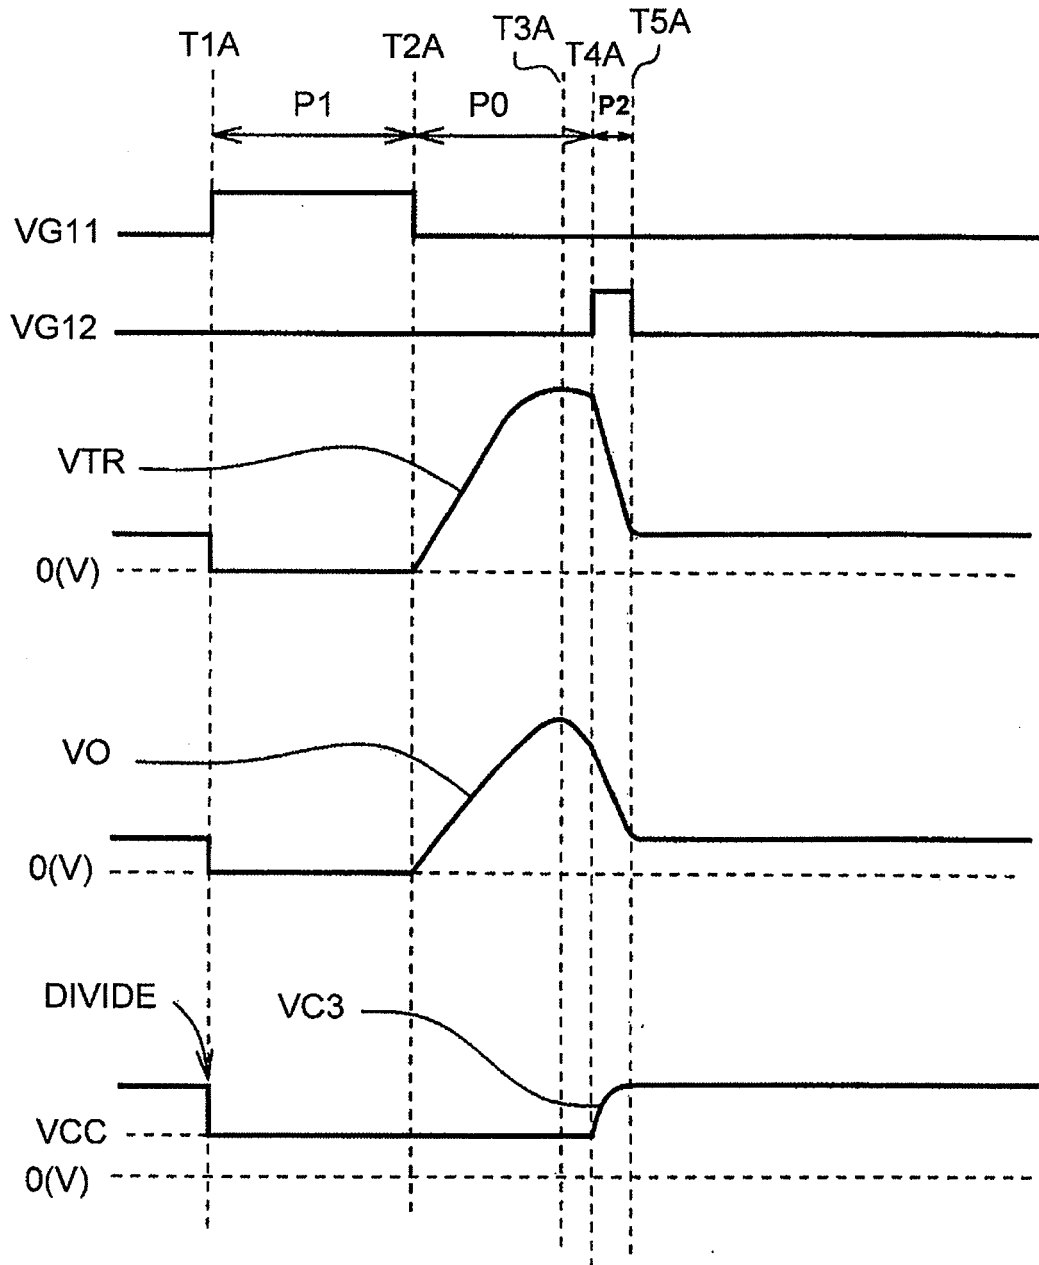 T1A T2A T3A T4A T5A
P1 P0 P2
VG11
VG12
VTR
0(V)
VO
0(V)
DIVIDE VC3
VCC
0(V)